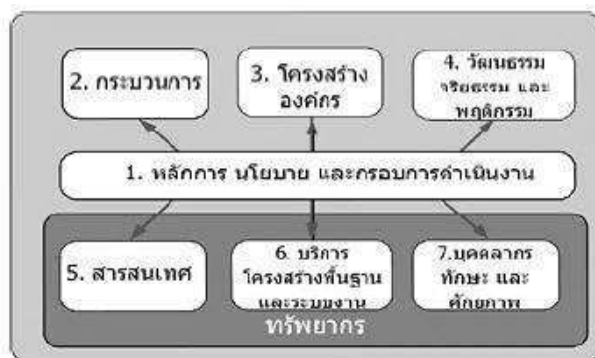 2. กระบวนการ
3. โครงสร้าง
องค์กร
4. วัฒนธรรม
จริยธรรม และ
พฤติกรรม
1. หลักการ นโยบาย และกรอบการดำเนินงาน
5. สารสนเทศ
6. บริการ
โครงสร้างพื้นฐาน
และระบบงาน
7.บุคคลากร
ทักษะ และ
ศักยภาพ
ทรัพยากร